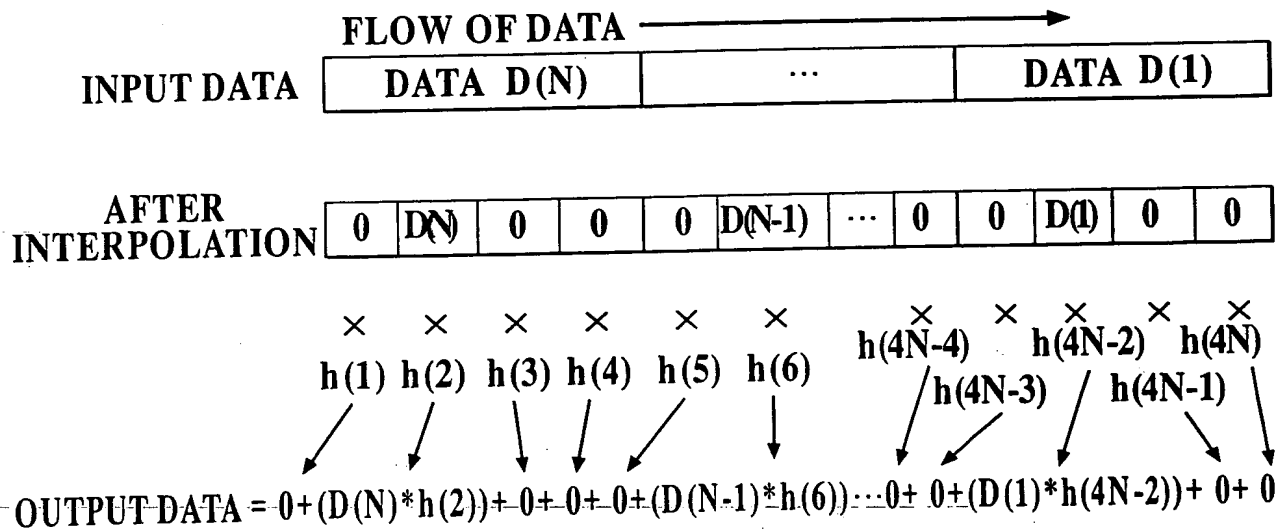 FLOW OF DATA
INPUT DATA DATA D(N) ... DATA D(1)
AFTER INTERPOLATION 0 D(N) 0 0 0 D(N-1) ... 0 0 D(1) 0 0
× × × × × × × × × × ×
h(1) h(2) h(3) h(4) h(5) h(6) h(4N-4) h(4N-2) h(4N)
h(4N-3) h(4N-1)
OUTPUT DATA = 0+(D(N)*h(2))+0+0+0+(D(N-1)*h(6))...0+0+(D(1)*h(4N-2))+0+0